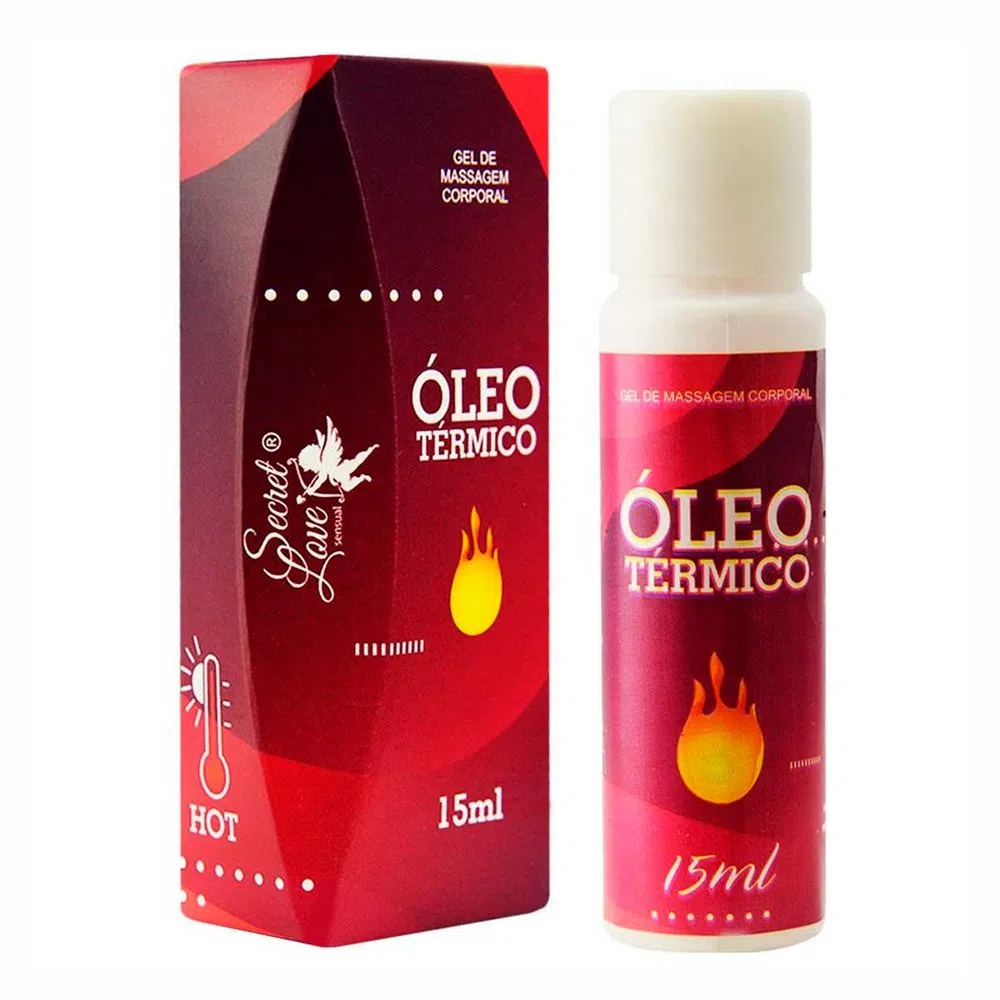 GEL DE
MASSAGEM
CORPORAL
ÓLEO
TÉRMICO
Secret ®
Love
sensual
HOT
15ml
GEL DE MASSAGEM CORPORAL
ÓLEO
TÉRMICO
15ml